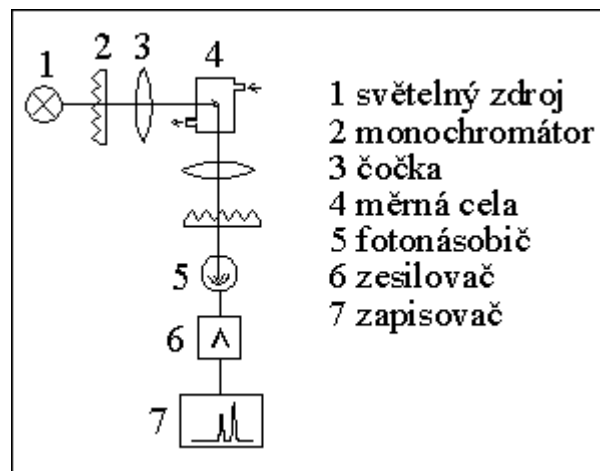 1
2
3
4
5
6
7
1 světelný zdroj
2 monochromátor
3 čočka
4 měrná cela
5 fotonásobič
6 zesilovač
7 zapisovač